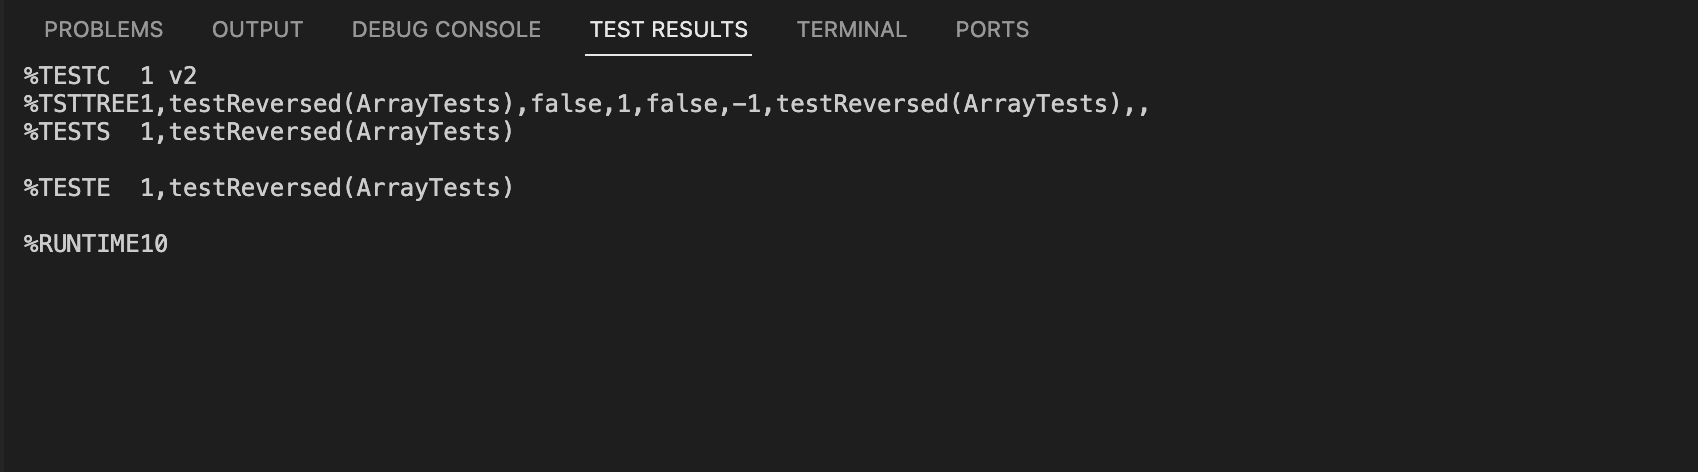 PROBLEMS OUTPUT DEBUG CONSOLE TEST RESULTS TERMINAL PORTS
%TESTC  1 v2
%TSTTREE1,testReversed(ArrayTests),false,1,false,-1,testReversed(ArrayTests),,
%TESTS  1,testReversed(ArrayTests)
%TESTE  1,testReversed(ArrayTests)
%RUNTIME10